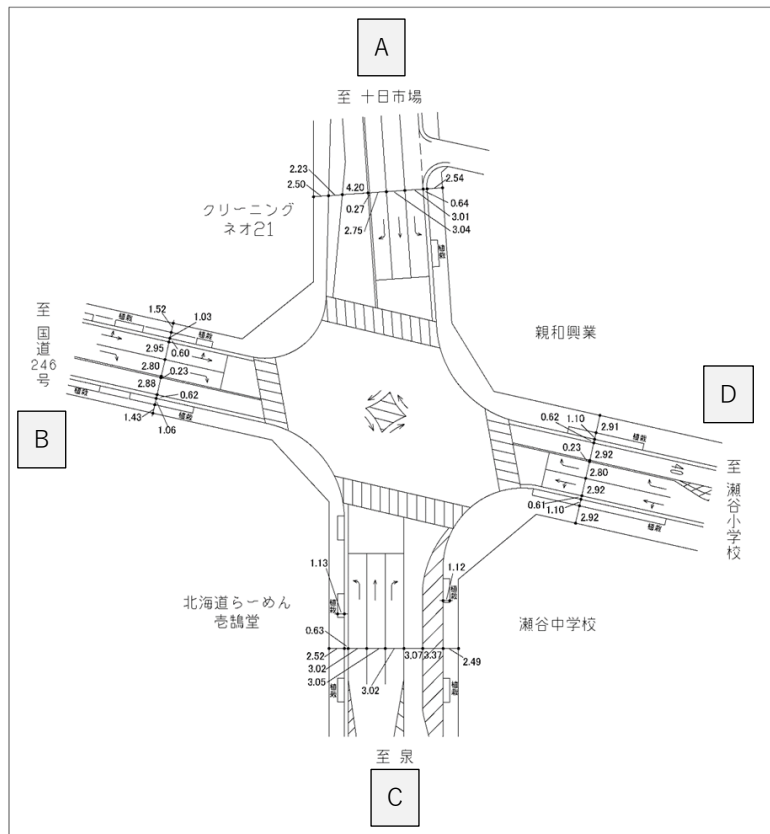 A
至 十日市場
2.23
2.50
4.20
0.27
2.75
2.54
0.64
3.01
3.04
クリーニング
ネオ21
植栽
至 国道246号
植栽
1.52
1.03
植栽
2.95
0.60
2.80
0.23
2.88
0.62
1.43
1.06
植栽
B
親和興業
D
0.62
1.10
2.91
植栽
0.23
2.92
2.80
2.92
0.61
1.10
2.92
植栽
40
至 瀬谷小学校
1.13
植栽
1.12
植栽
北海道らーめん
壱鵠堂
瀬谷中学校
0.63
2.52
3.02
3.05
3.02
3.07
3.37
2.49
植栽
植栽
至 泉
C